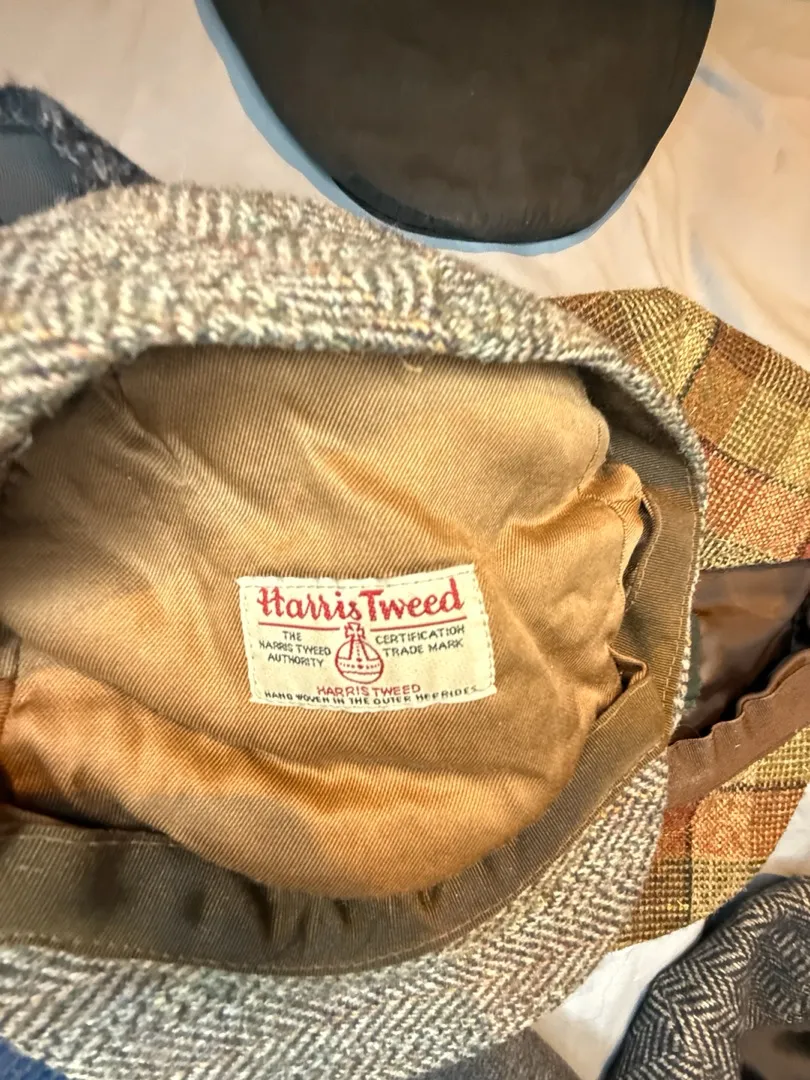 Harris Tweed
THE
HARRIS TWEED
AUTHORITY
CERTIFICATION
TRADE MARK
HARRIS TWEED
HAND WOVEN IN THE OUTER HEBRIDES